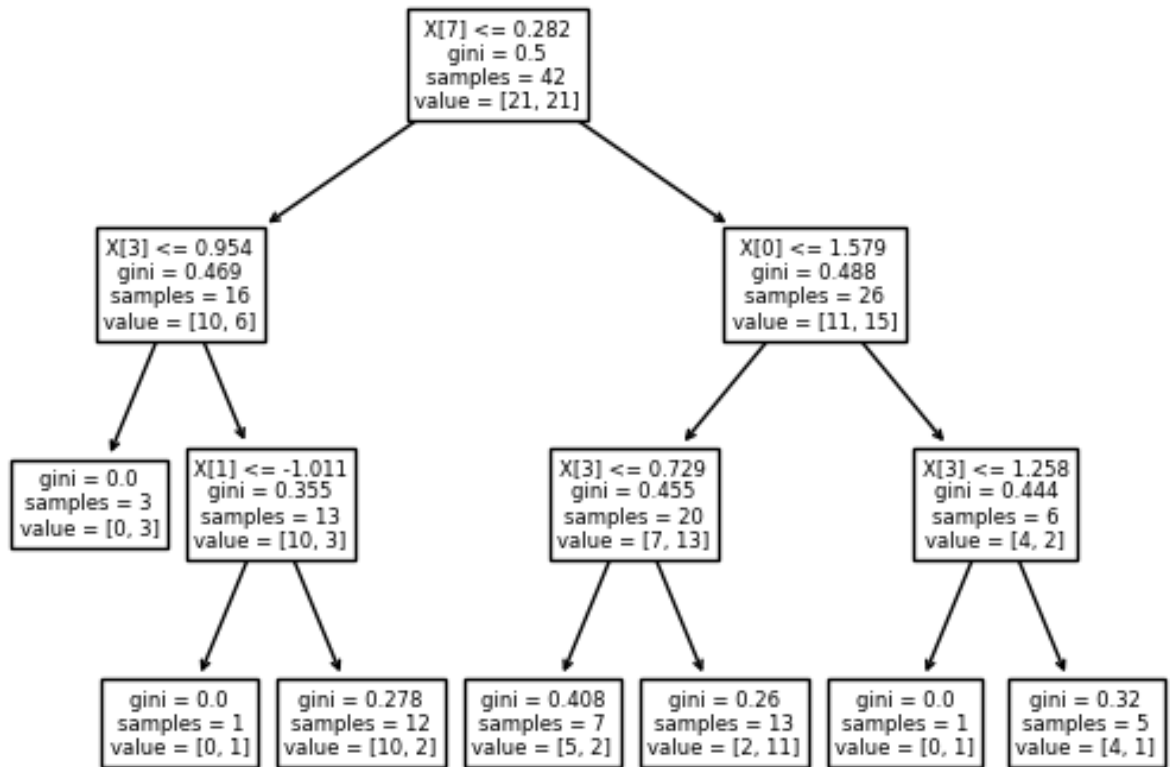 X[7] <= 0.282
gini = 0.5
samples = 42
value = [21, 21]
X[3] <= 0.954
gini = 0.469
samples = 16
value = [10, 6]
X[0] <= 1.579
gini = 0.488
samples = 26
value = [11, 15]
gini = 0.0
samples = 3
value = [0, 3]
X[1] <= -1.011
gini = 0.355
samples = 13
value = [10, 3]
X[3] <= 0.729
gini = 0.455
samples = 20
value = [7, 13]
X[3] <= 1.258
gini = 0.444
samples = 6
value = [4, 2]
gini = 0.0
samples = 1
value = [0, 1]
gini = 0.278
samples = 12
value = [10, 2]
gini = 0.408
samples = 7
value = [5, 2]
gini = 0.26
samples = 13
value = [2, 11]
gini = 0.0
samples = 1
value = [0, 1]
gini = 0.32
samples = 5
value = [4, 1]